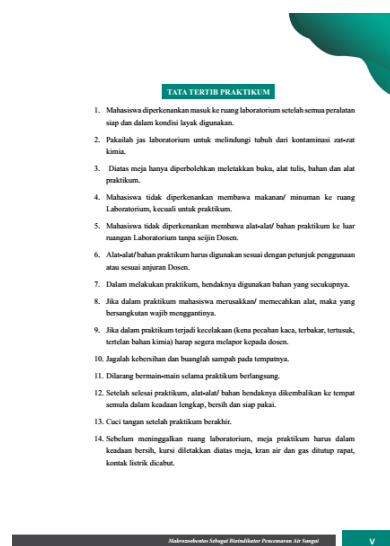 TATA TERTIB PRAKTIKUM
1. Mahasiswa diperkenankan masuk ke ruang laboratorium setelah semua peralatan
siap dan dalam kondisi layak digunakan.
2. Pakailah jas laboratorium untuk melindungi tubuh dari kontaminasi zat-zat
kimia.
3. Diatas meja hanya diperbolehkan meletakkan buku, alat tulis, bahan dan alat
praktikum.
4. Mahasiswa tidak diperkenankan membawa makanan/ minuman ke ruang
Laboratorium, kecuali untuk praktikum.
5. Mahasiswa tidak diperkenankan membawa alat-alat/ bahan praktikum ke luar
ruangan Laboratorium tanpa seijin Dosen.
6. Alat-alat/ bahan praktikum harus digunakan sesuai dengan petunjuk penggunaan
atau sesuai anjuran Dosen.
7. Dalam melakukan praktikum, hendaknya digunakan bahan yang secukupnya.
8. Jika dalam praktikum mahasiswa merusakkan/ memecahkan alat, maka yang
bersangkutan wajib menggantinya.
9. Jika dalam praktikum terjadi kecelakaan (kena pecahan kaca, terbakar, tertusuk,
tertelan bahan kimia) harap segera melapor kepada dosen.
10. Jagalah kebersihan dan buanglah sampah pada tempatnya.
11. Dilarang bermain-main selama praktikum berlangsung.
12. Setelah selesai praktikum, alat-alat/ bahan hendaknya dikembalikan ke tempat
semula dalam keadaan lengkap, bersih dan siap pakai.
13. Cuci tangan setelah praktikum berakhir.
14. Sebelum meninggalkan ruang laboratorium, meja praktikum harus dalam
keadaan bersih, kursi diletakkan diatas meja, kran air dan gas ditutup rapat,
kontak listrik dicabut.
Makrozoobentos Sebagai Bioindikator Pencemaran Air Sungai
V